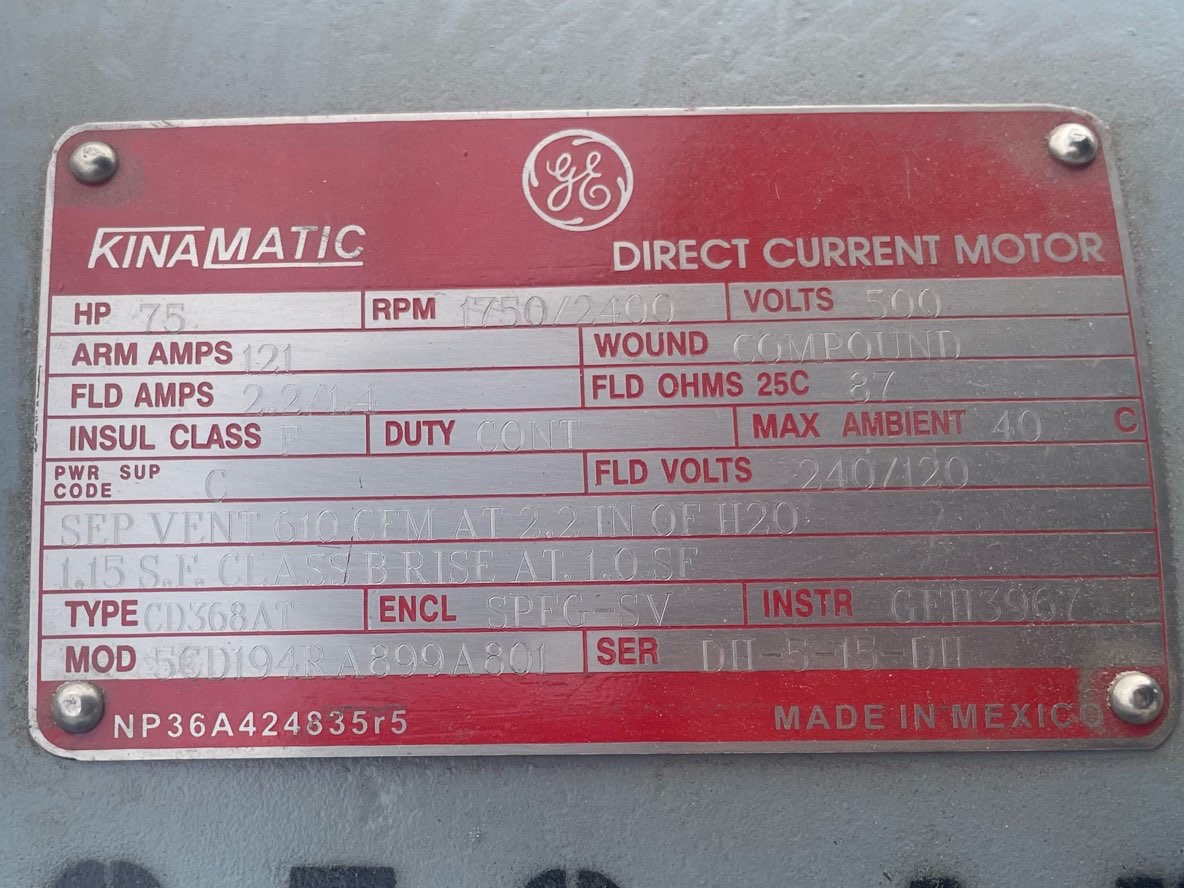 GE
KINAMATIC DIRECT CURRENT MOTOR
HP 75 RPM 1750/2400 VOLTS 500
ARM AMPS 121 WOUND COMPOUND
FLD AMPS 2.2/1.4 FLD OHMS 25C 87
INSUL CLASS F DUTY CONT MAX AMBIENT 40 C
PWR SUP CODE C FLD VOLTS 240/120
SEP VENT 610 CFM AT 2.2 IN OF H2O
1.15 S.F. CLASS B RISE AT. 1.0 SF
TYPE CD368AT ENCL SPFG-SV INSTR GEH3967
MOD 5CD194RA899A801 SER DH-5-15-DH
NP36A424835r5 MADE IN MEXICO